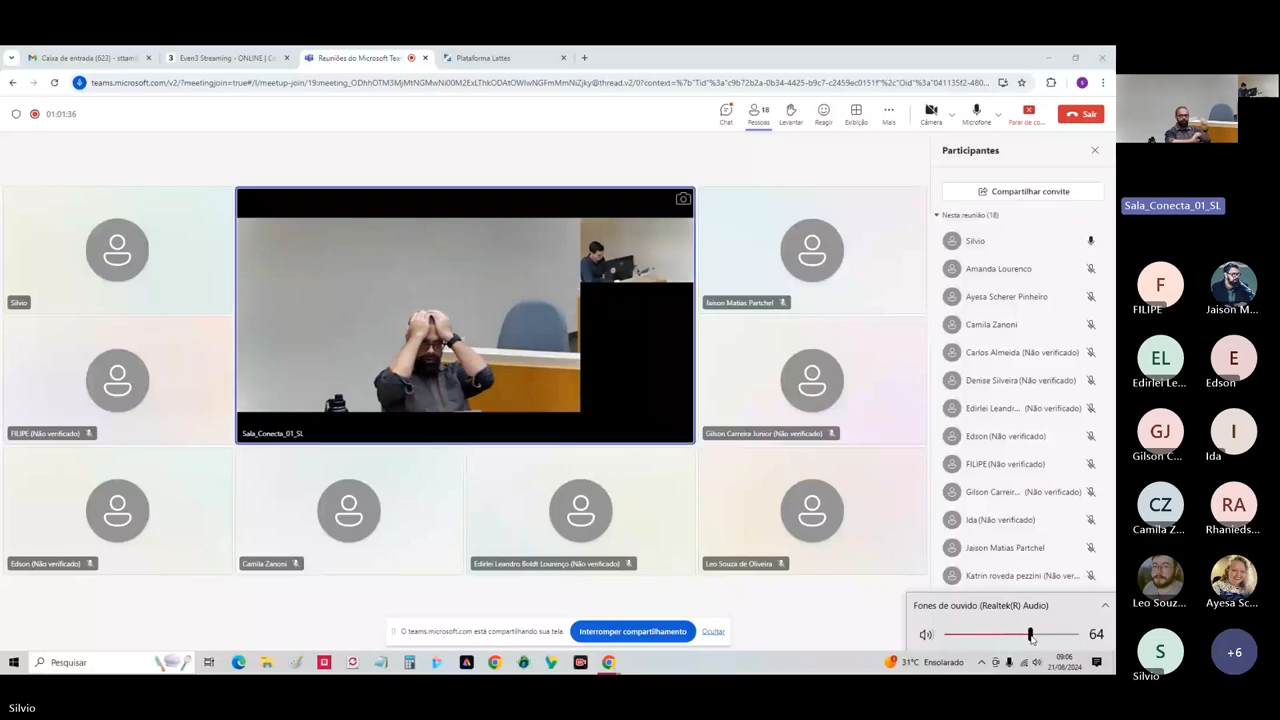 Caixa de entrada (623) - sttami
Even3 Streaming - ONLINE | C
Reuniões do Microsoft Tea
Plataforma Lattes
01:01:36
Chat
18
Pessoas
Levantar
Reagir
Exibição
Mais
Câmera
Microfone
Parar de co...
Sair
Participantes
Compartilhar convite
Nesta reunião (18)
Silvio
Amanda Lourenco
Ayesa Scherer Pinheiro
Camila Zanoni
Carlos Almeida (Não verificado)
Denise Silveira (Não verificado)
Edirlei Leandr... (Não verificado)
Edson (Não verificado)
FILIPE (Não verificado)
Gilson Carreir... (Não verificado)
Ida (Não verificado)
Jaison Matias Partchel
Katrin roveda pezzini (Não ver...
Silvio
Jaison Matias Partchel
FILIPE (Não verificado)
Sala_Conecta_01_SL
Gilson Carreira Junior (Não verificado)
Edson (Não verificado)
Camila Zanoni
Edirlei Leandro Boldt Lourenço (Não verificado)
Leo Souza de Oliveira
Fones de ouvido (Realtek(R) Audio)
64
O teams.microsoft.com está compartilhando sua tela.
Interromper compartilhamento
Ocultar
Pesquisar
31°C Ensolarado
09:06
21/08/2024
Sala_Conecta_01_SL
F
FILIPE
Jaison M...
EL
Edirlei Le...
E
Edson
GJ
Gilson C...
I
Ida
CZ
Camila Z...
RA
Rhanieds...
Leo Souz...
Ayesa Sc...
S
Silvio
+6
Silvio